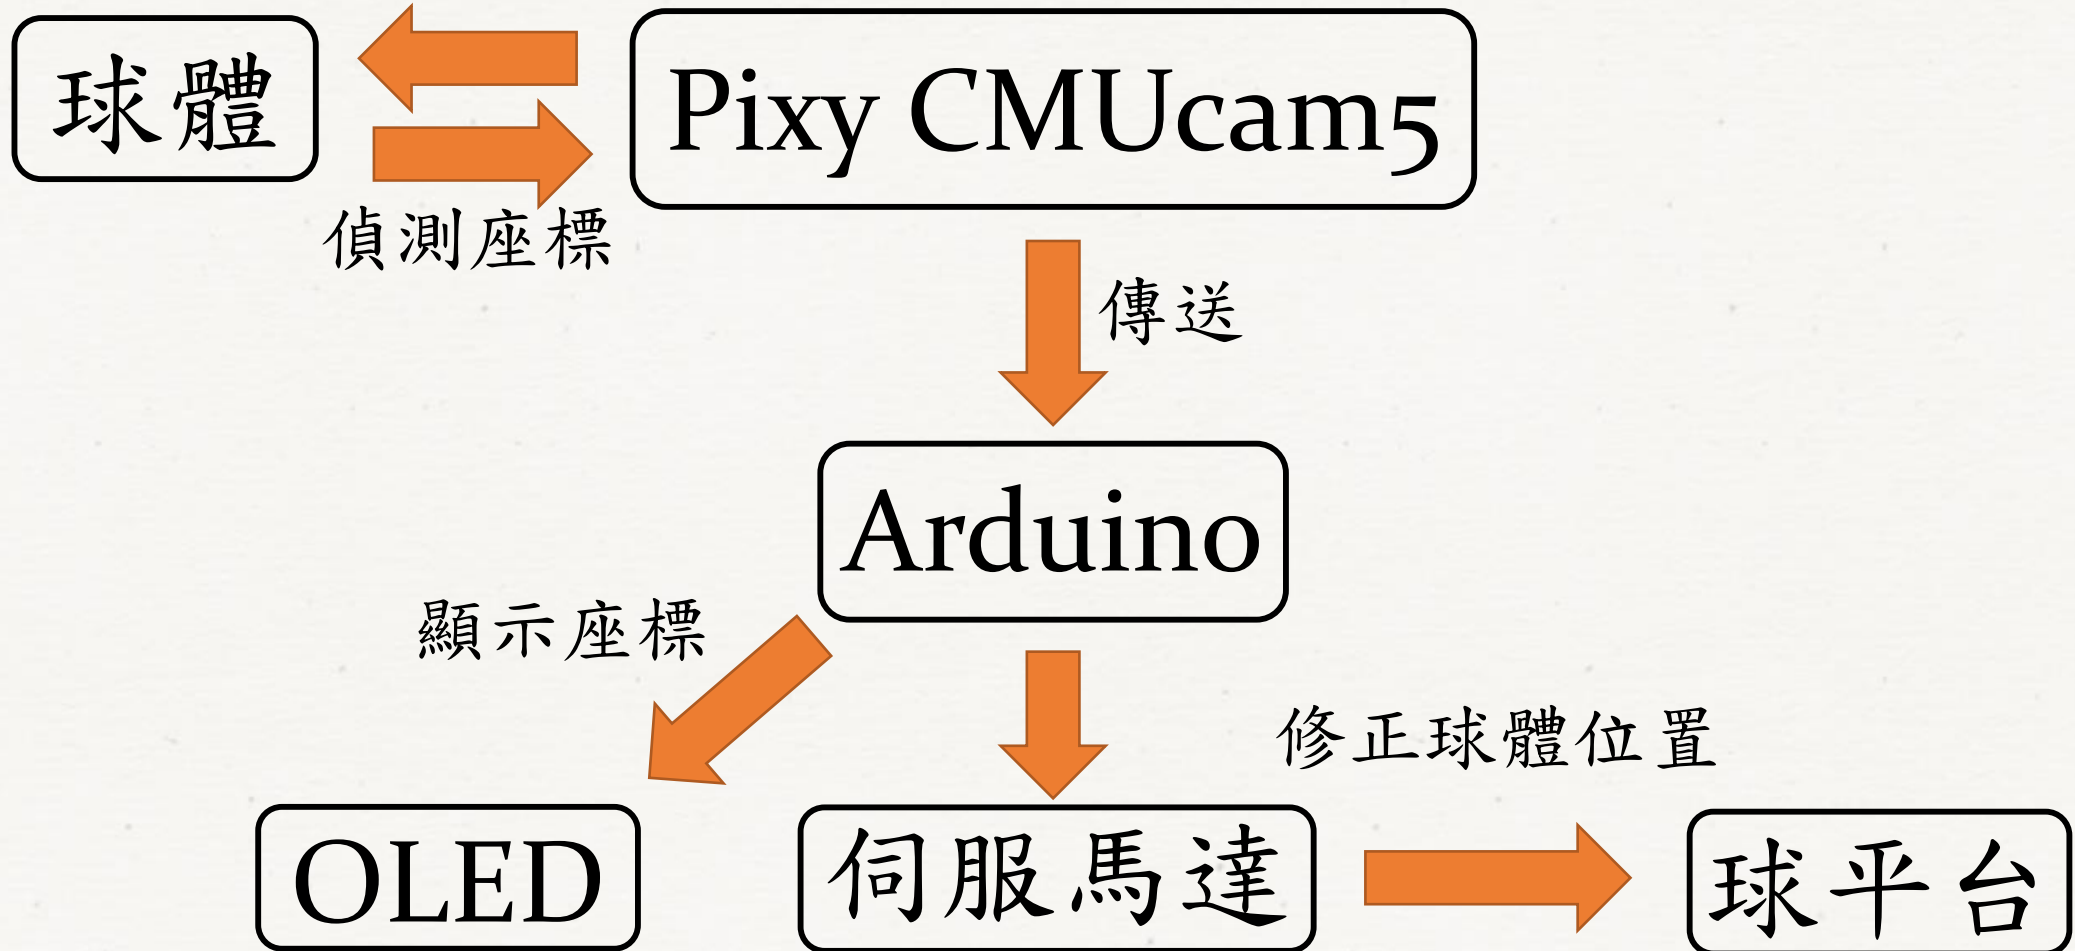 球體
Pixy CMUcam5
偵測座標
傳送
Arduino
顯示座標
修正球體位置
OLED
伺服馬達
球平台